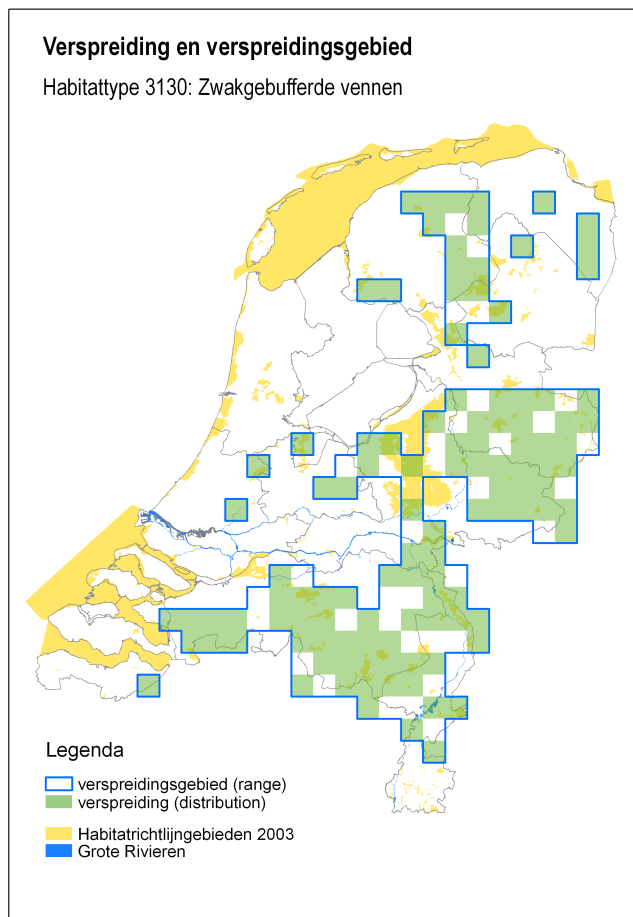 Verspreiding en verspreidingsgebied
Habitattype 3130: Zwakgebufferde vennen
Legenda
verspreidingsgebied (range)
verspreiding (distribution)
Habitatrichtlijngebieden 2003
Grote Rivieren